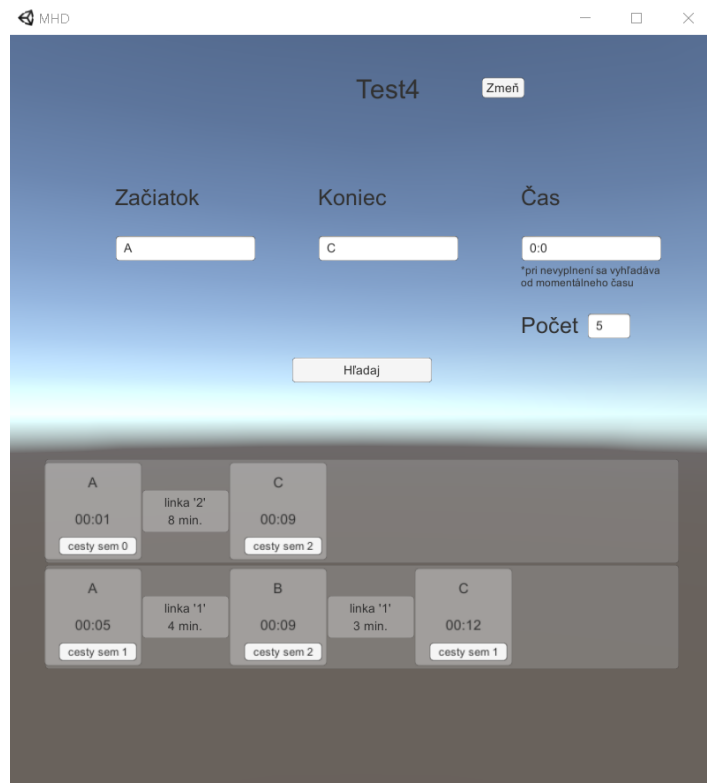 MHD
Test4
Zmeň
Začiatok
Koniec
Čas
A
C
0:0
*pri nevyplnení sa vyhľadáva
od momentálneho času
Počet
5
Hľadaj
A
00:01
cesty sem 0
linka '2'
8 min.
C
00:09
cesty sem 2
A
00:05
cesty sem 1
linka '1'
4 min.
B
00:09
cesty sem 2
linka '1'
3 min.
C
00:12
cesty sem 1